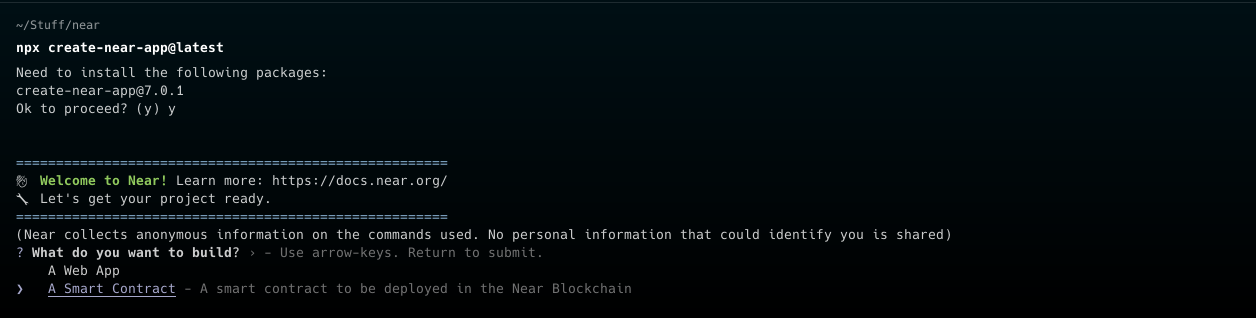 ~/Stuff/near
npx create-near-app@latest
Need to install the following packages:
create-near-app@7.0.1
Ok to proceed? (y) y
======================================================
👋 Welcome to Near! Learn more: https://docs.near.org/
🔧 Let's get your project ready.
======================================================
(Near collects anonymous information on the commands used. No personal information that could identify you is shared)
? What do you want to build? › - Use arrow-keys. Return to submit.
A Web App
❯ A Smart Contract - A smart contract to be deployed in the Near Blockchain